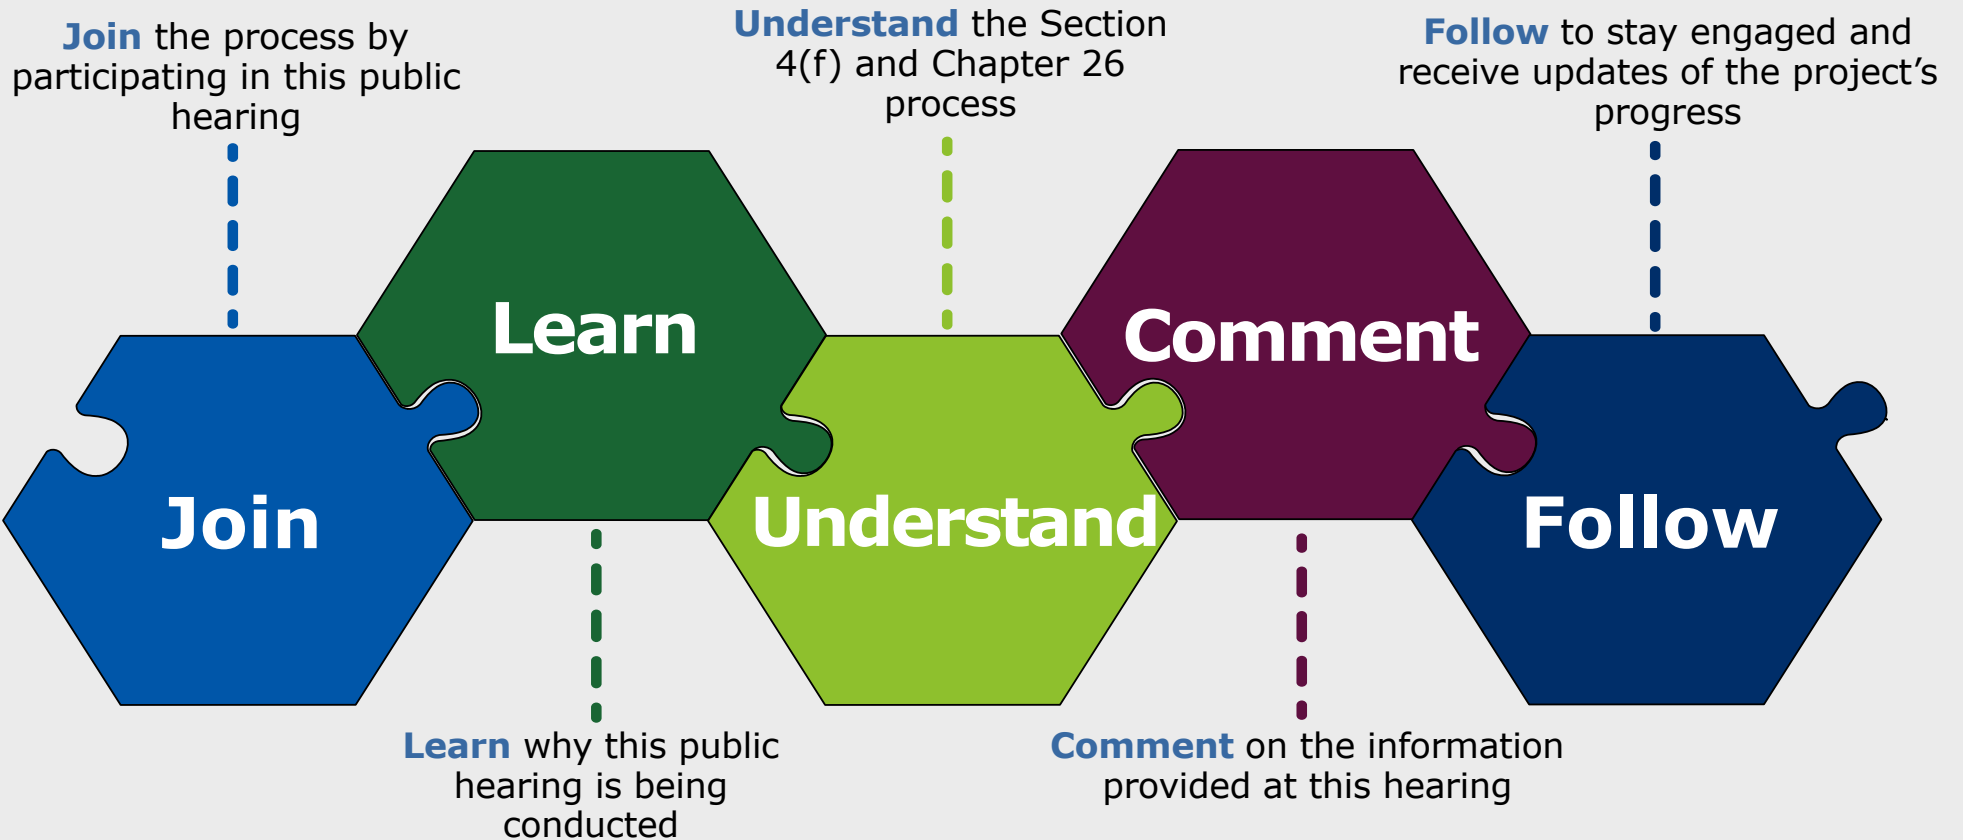 Join the process by
participating in this public
hearing
Understand the Section
4(f) and Chapter 26
process
Follow to stay engaged and
receive updates of the project’s
progress
Learn
Comment
Join
Understand
Follow
Learn why this public
hearing is being
conducted
Comment on the information
provided at this hearing